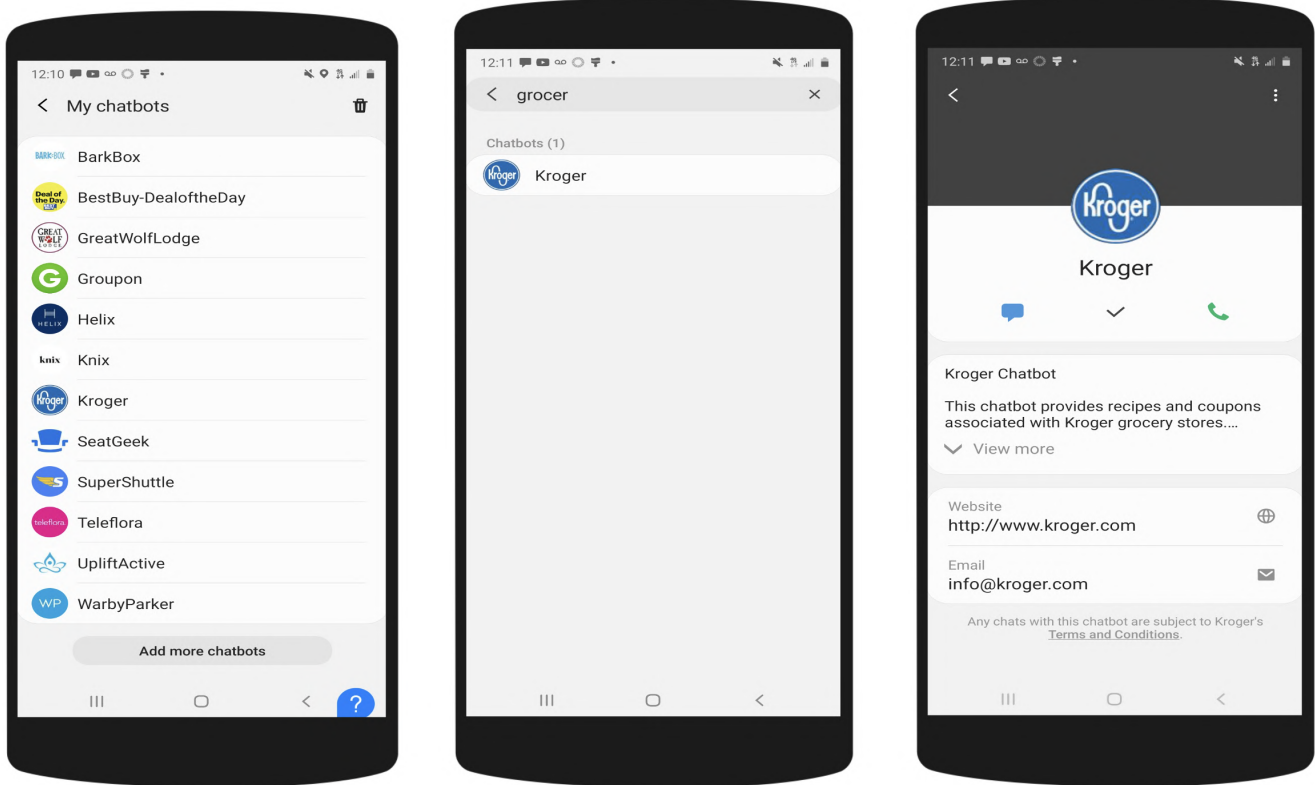 12:10
My chatbots
BARK BOX BarkBox
Deal of the Day. BestBuy-DealoftheDay
GREAT WOLF LODGE GreatWolfLodge
G Groupon
HELIX Helix
knix Knix
Kroger Kroger
SeatGeek
S SuperShuttle
teleflora Teleflora
UpliftActive
WP WarbyParker
Add more chatbots
?
12:11
grocer
Chatbots (1)
Kroger Kroger
12:11
Kroger
Kroger
Kroger Chatbot
This chatbot provides recipes and coupons
associated with Kroger grocery stores....
View more
Website
http://www.kroger.com
Email
info@kroger.com
Any chats with this chatbot are subject to Kroger's
Terms and Conditions.